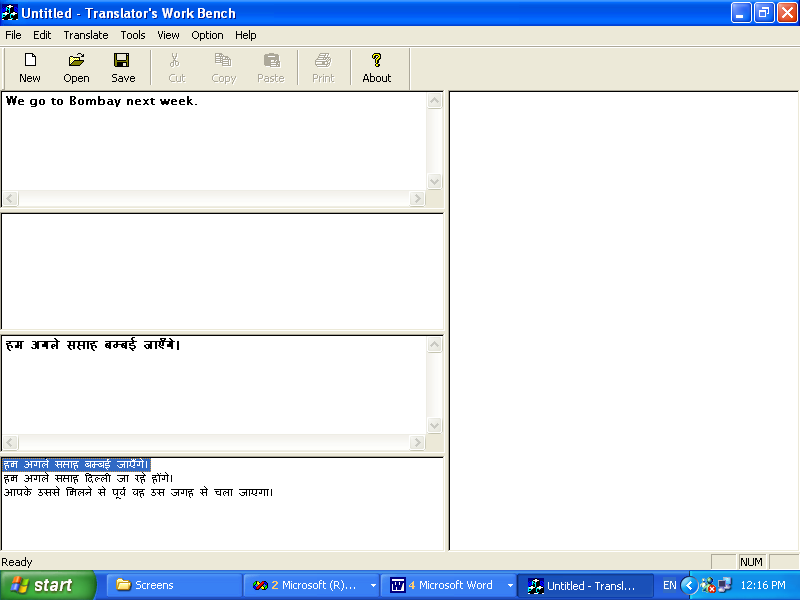 Untitled - Translator's Work Bench
File Edit Translate Tools View Option Help
New Open Save Cut Copy Paste Print About
We go to Bombay next week.
हम अगले सप्ताह बम्बई जाएँगे।
हम अगले सप्ताह बम्बई जाएँगे।
हम अगले सप्ताह दिल्ली जा रहे होंगे।
आपके उससे मिलने से पूर्व वह उस जगह से चला जाएगा।
Ready NUM
start Screens 2 Microsoft (R)... 4 Microsoft Word Untitled - Transl... EN 12:16 PM